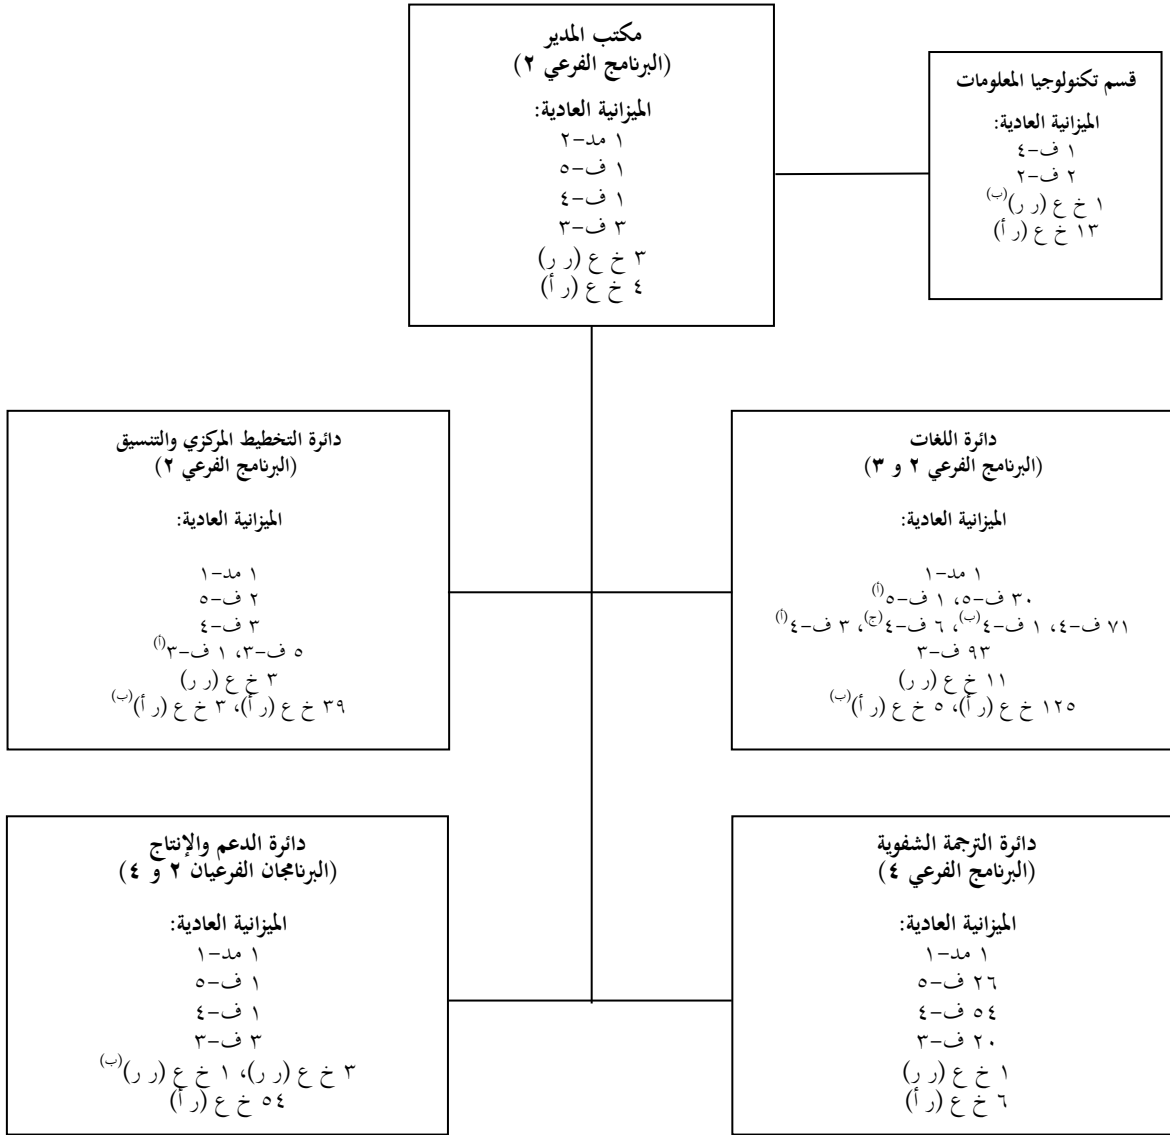 مكتب المدير
(البرنامج الفرعي ٢)
الميزانية العادية:
١ مد-٢
١ ف-٥
١ ف-٤
٣ ف-٣
٣ خ ع (ر ر)
٤ خ ع (ر أ)
قسم تكنولوجيا المعلومات
الميزانية العادية:
١ ف-٤
٢ ف-٢
١ خ ع (ر ر)(ب)
١٣ خ ع (ر أ)
دائرة اللغات
(البرنامج الفرعي ٢ و ٣)
الميزانية العادية:
١ مد-١
٣٠ ف-٥، ١ ف-٥(أ)
٧١ ف-٤، ١ ف-٤(ب)، ٦ ف-٤(ج)، ٣ ف-٤(أ)
٩٣ ف-٣
١١ خ ع (ر ر)
١٢٥ خ ع (ر أ)، ٥ خ ع (ر أ)(ب)
دائرة التخطيط المركزي والتنسيق
(البرنامج الفرعي ٢)
الميزانية العادية:
١ مد-١
٢ ف-٥
٣ ف-٤
٥ ف-٣، ١ ف-٣(أ)
٣ خ ع (ر ر)
٣٩ خ ع (ر أ)، ٣ خ ع (ر أ)(ب)
دائرة الترجمة الشفوية
(البرنامج الفرعي ٤)
الميزانية العادية:
١ مد-١
٢٦ ف-٥
٥٤ ف-٤
٢٠ ف-٣
١ خ ع (ر ر)
٦ خ ع (ر أ)
دائرة الدعم والإنتاج
(البرنامجان الفرعيان ٢ و ٤)
الميزانية العادية:
١ مد-١
١ ف-٥
١ ف-٤
٣ ف-٣
٣ خ ع (ر ر)، ١ خ ع (ر ر)(ب)
٥٤ خ ع (ر أ)